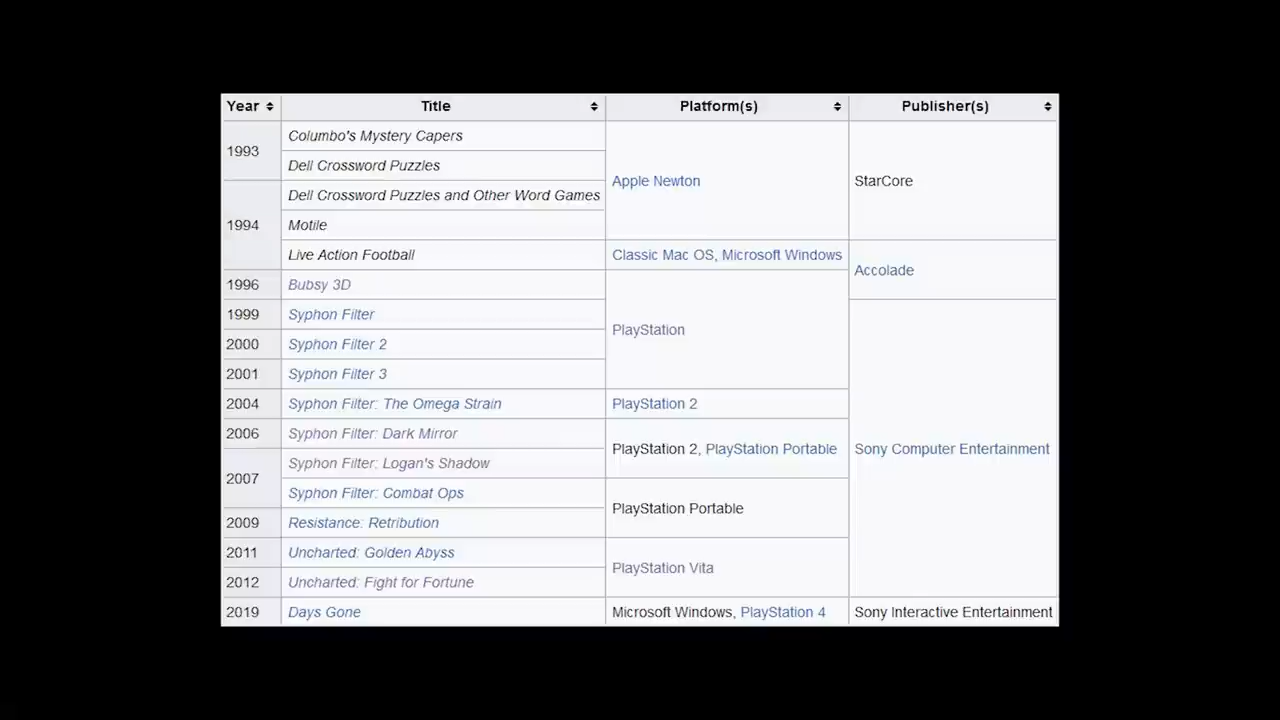 Year Title Platform(s) Publisher(s)
Columbo's Mystery Capers
1993
Dell Crossword Puzzles
Apple Newton StarCore
Dell Crossword Puzzles and Other Word Games
1994 Motile
Live Action Football Classic Mac OS, Microsoft Windows
Accolade
1996 Bubsy 3D
1999 Syphon Filter
PlayStation
2000 Syphon Filter 2
2001 Syphon Filter 3
2004 Syphon Filter: The Omega Strain PlayStation 2
2006 Syphon Filter: Dark Mirror
PlayStation 2, PlayStation Portable Sony Computer Entertainment
Syphon Filter: Logan's Shadow
2007
Syphon Filter: Combat Ops
PlayStation Portable
2009 Resistance: Retribution
2011 Uncharted: Golden Abyss
PlayStation Vita
2012 Uncharted: Fight for Fortune
2019 Days Gone Microsoft Windows, PlayStation 4 Sony Interactive Entertainment